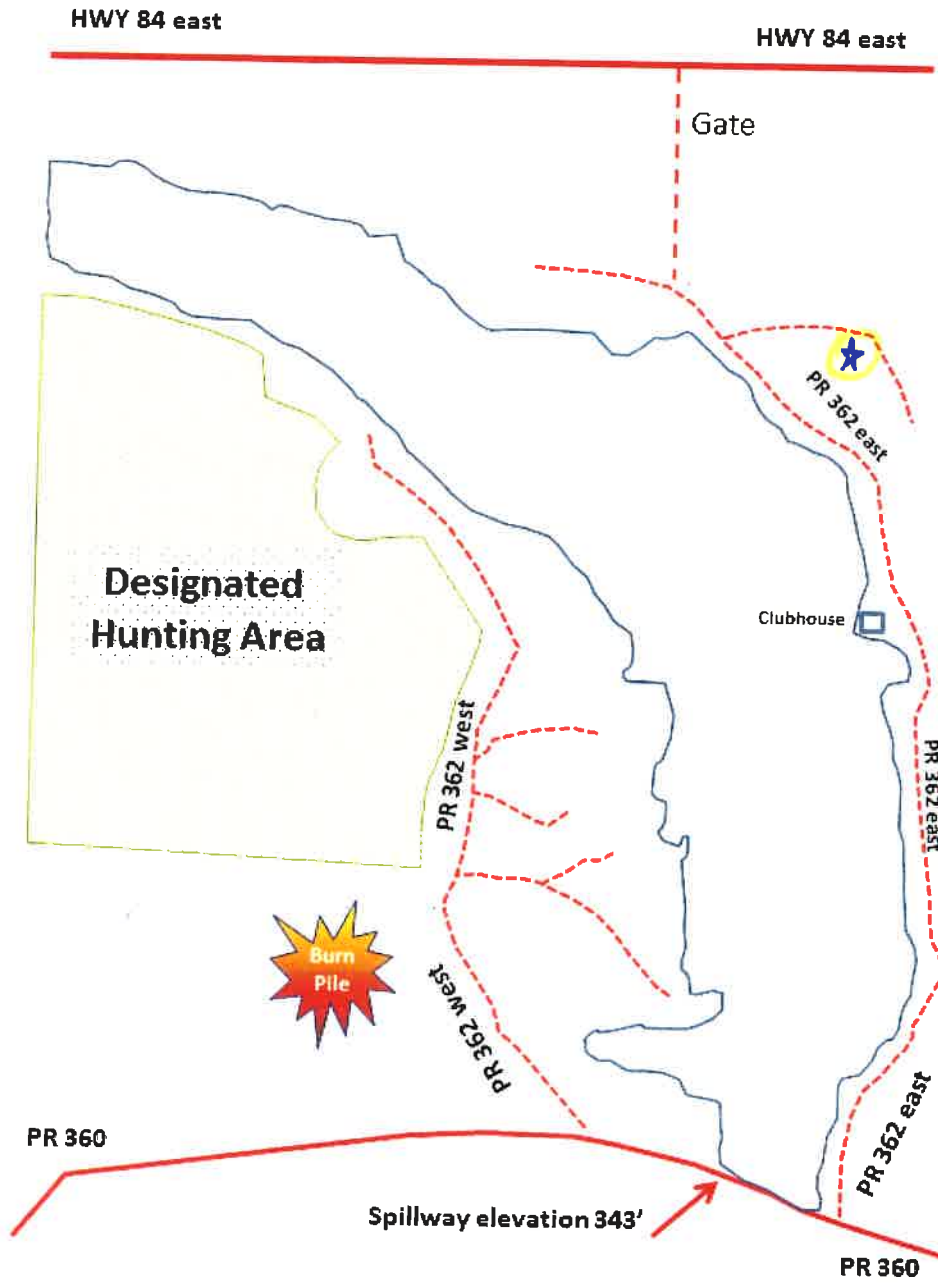 HWY 84 east
HWY 84 east
Gate
PR 362 east
Designated
Hunting Area
Clubhouse
PR 362 west
PR 362 east
Burn
Pile
PR 362 west
PR 362 east
PR 360
Spillway elevation 343'
PR 360